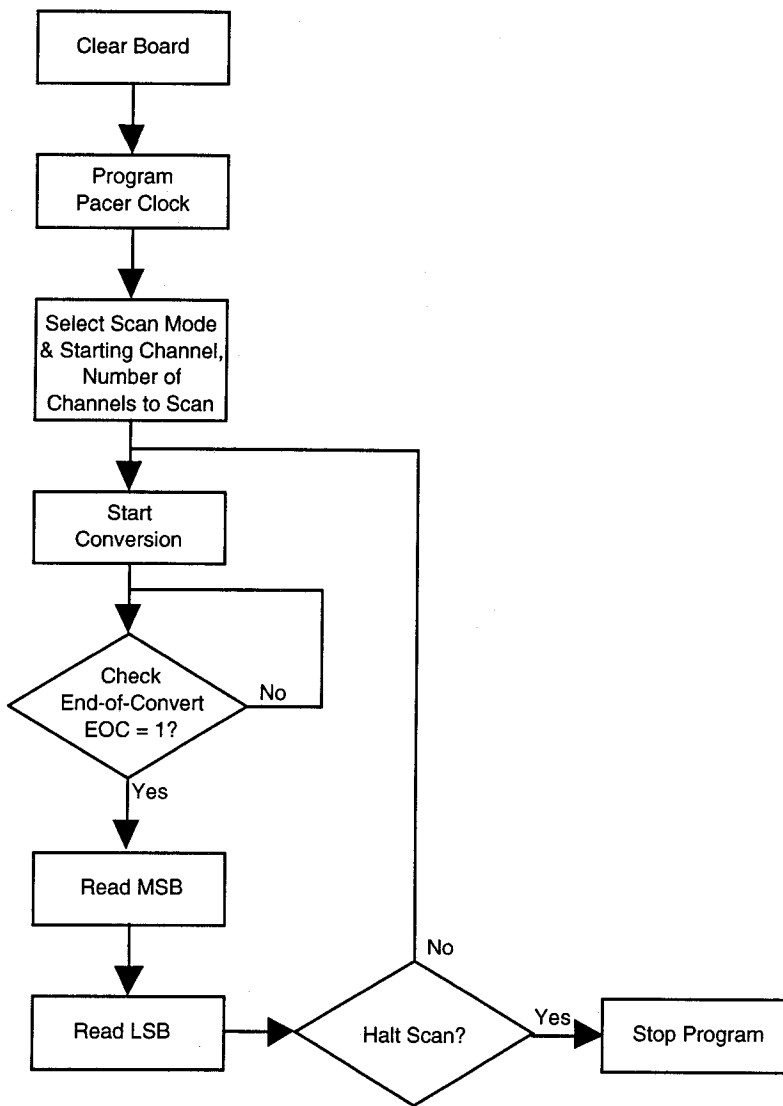 Clear Board
Program
Pacer Clock
Select Scan Mode
& Starting Channel,
Number of
Channels to Scan
Start
Conversion
Check
End-of-Convert
EOC = 1?
No
Yes
Read MSB
Read LSB
No
Halt Scan?
Yes
Stop Program